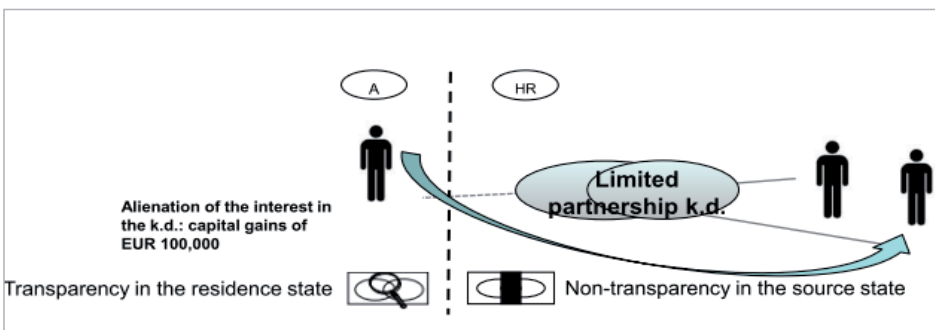 A
HR
Limited
partnership k.d.
Alienation of the interest in
the k.d.: capital gains of
EUR 100,000
Transparency in the residence state
Non-transparency in the source state